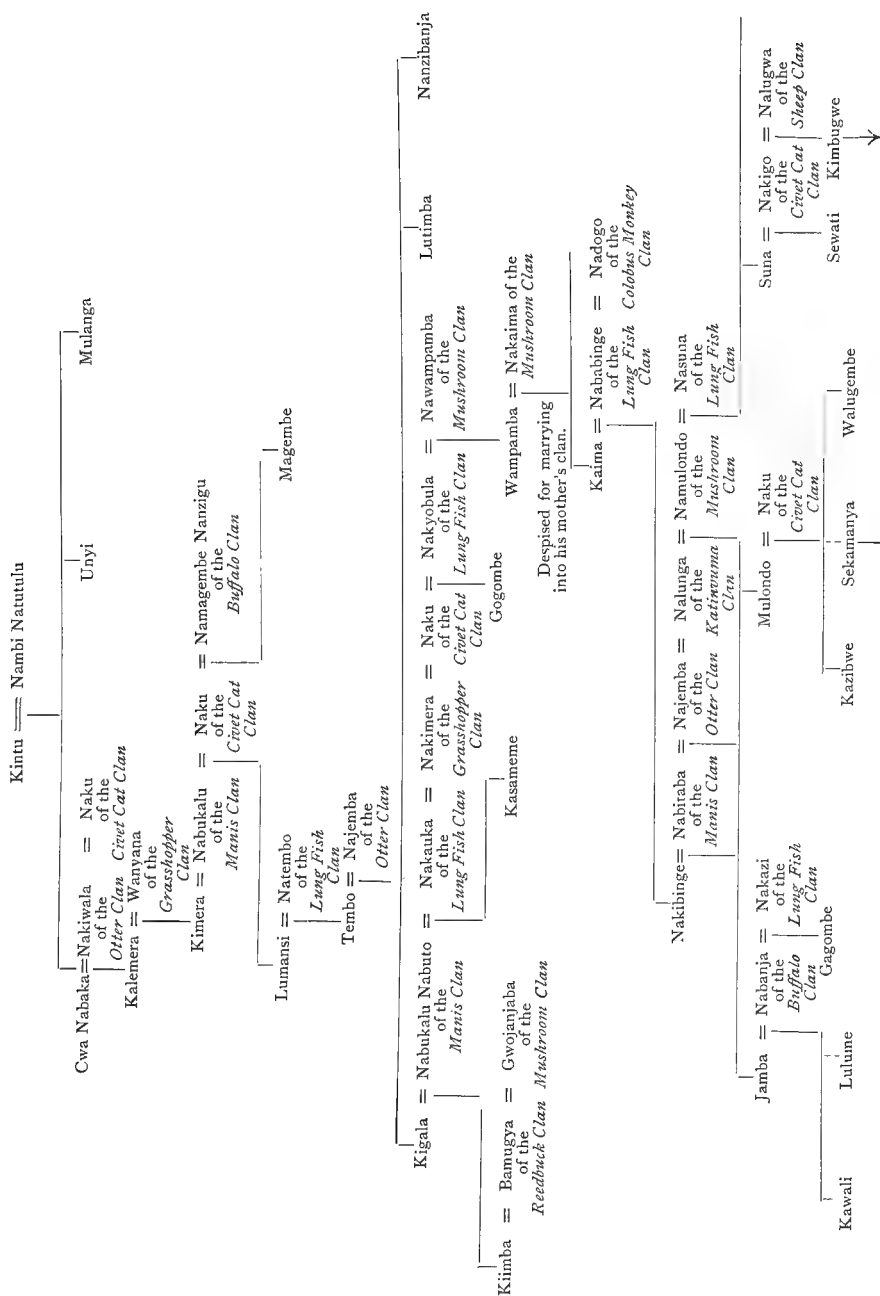 Kintu = Nambi Natutulu
Unyi
Mulanga
Cwa Nabaka = Nakiwala = Naku
of the of the
Otter Clan Civet Cat Clan
Kalemera = Wanyana
of the
Grasshopper
Clan
Kimera = Nabukalu = Naku = Namagembe Nanzigu
of the of the of the
Manis Clan Civet Cat Buffalo Clan
Clan
Magembe
Lumansi = Natembo
of the
Lung Fish
Clan
Tembo = Najemba
of the
Otter Clan
Lutimba
Nanzibanja
Kigala = Nabukalu Nabuto = Nakauka = Nakimera = Naku = Nakyobula = Nawampamba
of the of the of the of the of the of the
Manis Clan Lung Fish Clan Grasshopper Civet Cat Lung Fish Clan Mushroom Clan
Clan Clan
Gogombe
Kasameme
Wampamba = Nakaima of the
Mushroom Clan
Despised for marrying
into his mother's clan.
Kiimba = Bamugya = Gwojanjaba
of the of the
Reedbuck Clan Mushroom Clan
Kaima = Nababinge = Nadogo
of the of the
Lung Fish Colobus Monkey
Clan Clan
Nakibinge = Nabiraba = Najemba = Nalunga = Namulondo = Nasuna
of the of the of the of the of the
Manis Clan Otter Clan Katinvuma Mushroom Lung Fish
Clan Clan Clan
Jamba = Nabanja = Nakazi
of the of the
Buffalo Lung Fish
Clan Clan
Gagombe
Mulondo = Naku
of the
Civet Cat
Clan
Suna = Nakigo = Nalugwa
of the of the
Civet Cat Sheep Clan
Clan
Sewati Kimbugwe
Kawali Lulume
Kazibwe Sekamanya Walugembe